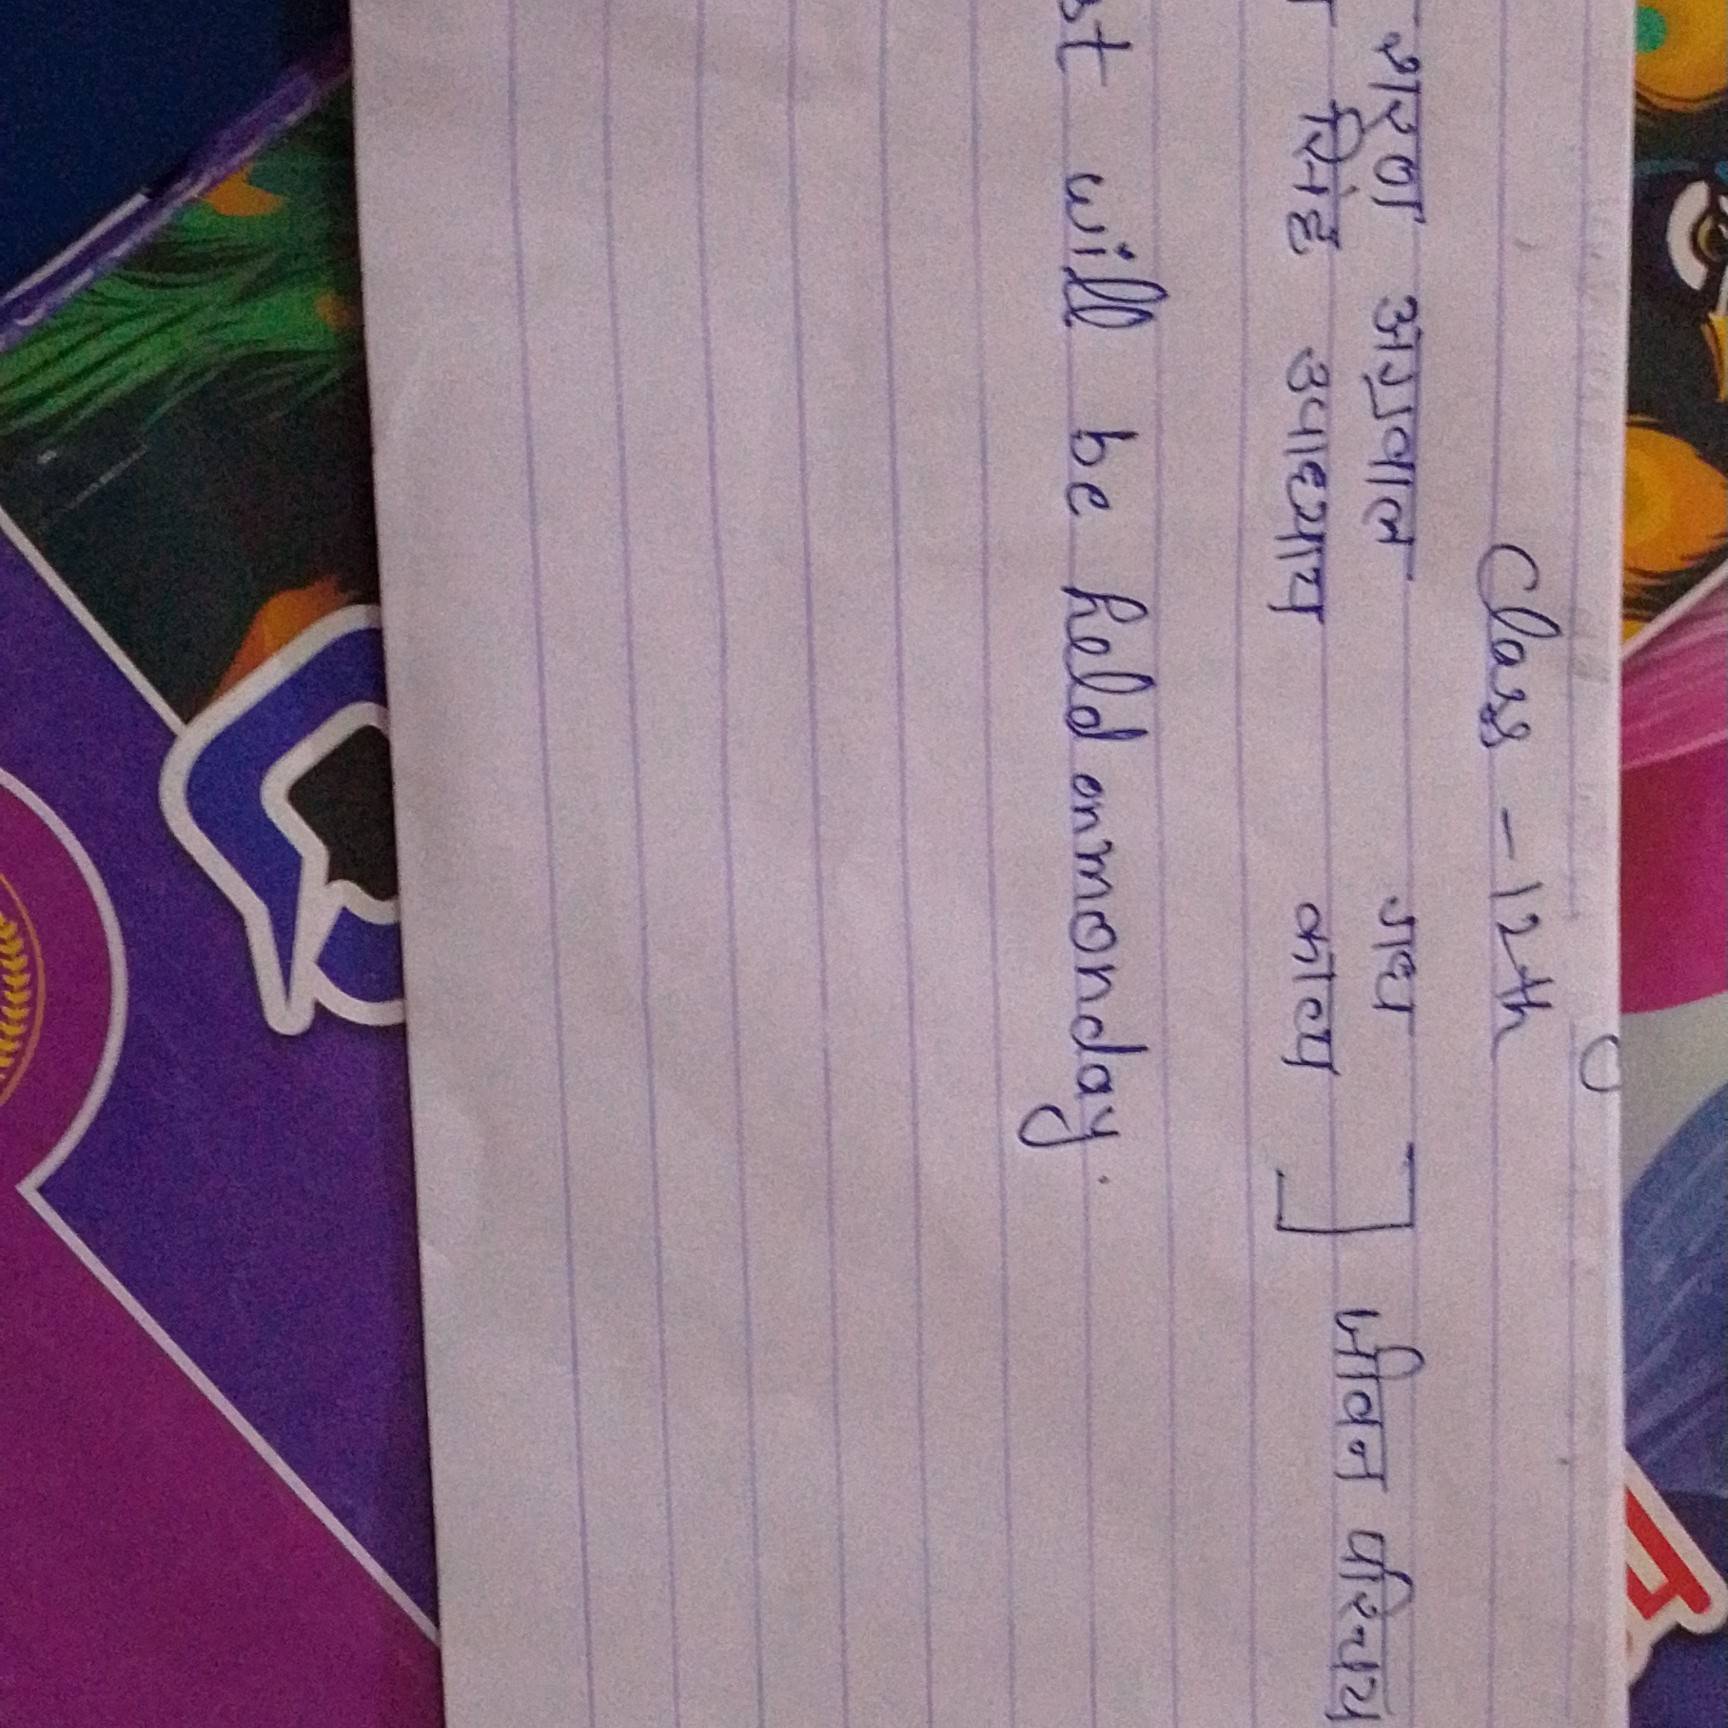 Class - 12th
शरण अग्रवाल गद्य
सिंह उपाध्याय काव्य ] जीवन परिचय
will be held on monday.